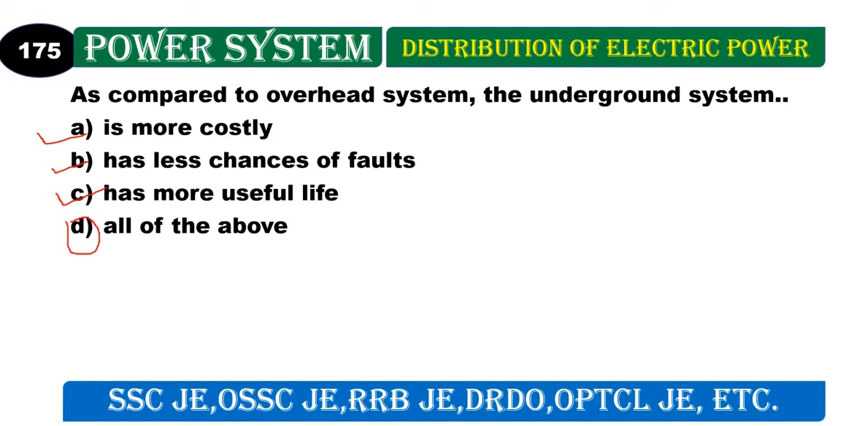 175 POWER SYSTEM DISTRIBUTION OF ELECTRIC POWER
As compared to overhead system, the underground system..
a) is more costly
b) has less chances of faults
c) has more useful life
d) all of the above
SSC JE,OSSC JE,RRB JE,DRDO,OPTCL JE, ETC.